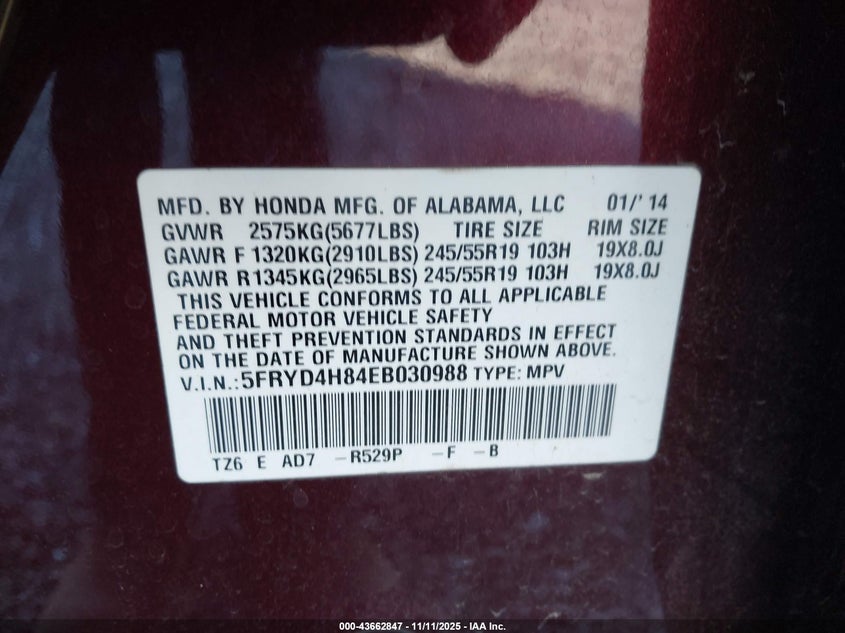 MFD. BY HONDA MFG. OF ALABAMA, LLC 01/'14
GVWR 2575KG(5677LBS) TIRE SIZE RIM SIZE
GAWR F 1320KG(2910LBS) 245/55R19 103H 19X8.0J
GAWR R 1345KG(2965LBS) 245/55R19 103H 19X8.0J
THIS VEHICLE CONFORMS TO ALL APPLICABLE
FEDERAL MOTOR VEHICLE SAFETY
AND THEFT PREVENTION STANDARDS IN EFFECT
ON THE DATE OF MANUFACTURE SHOWN ABOVE.
V.I.N.:5FRYD4H84EB030988 TYPE: MPV
TZ6 E AD7 -R529P -F -B
000-43662847 - 11/11/2025 - IAA Inc.